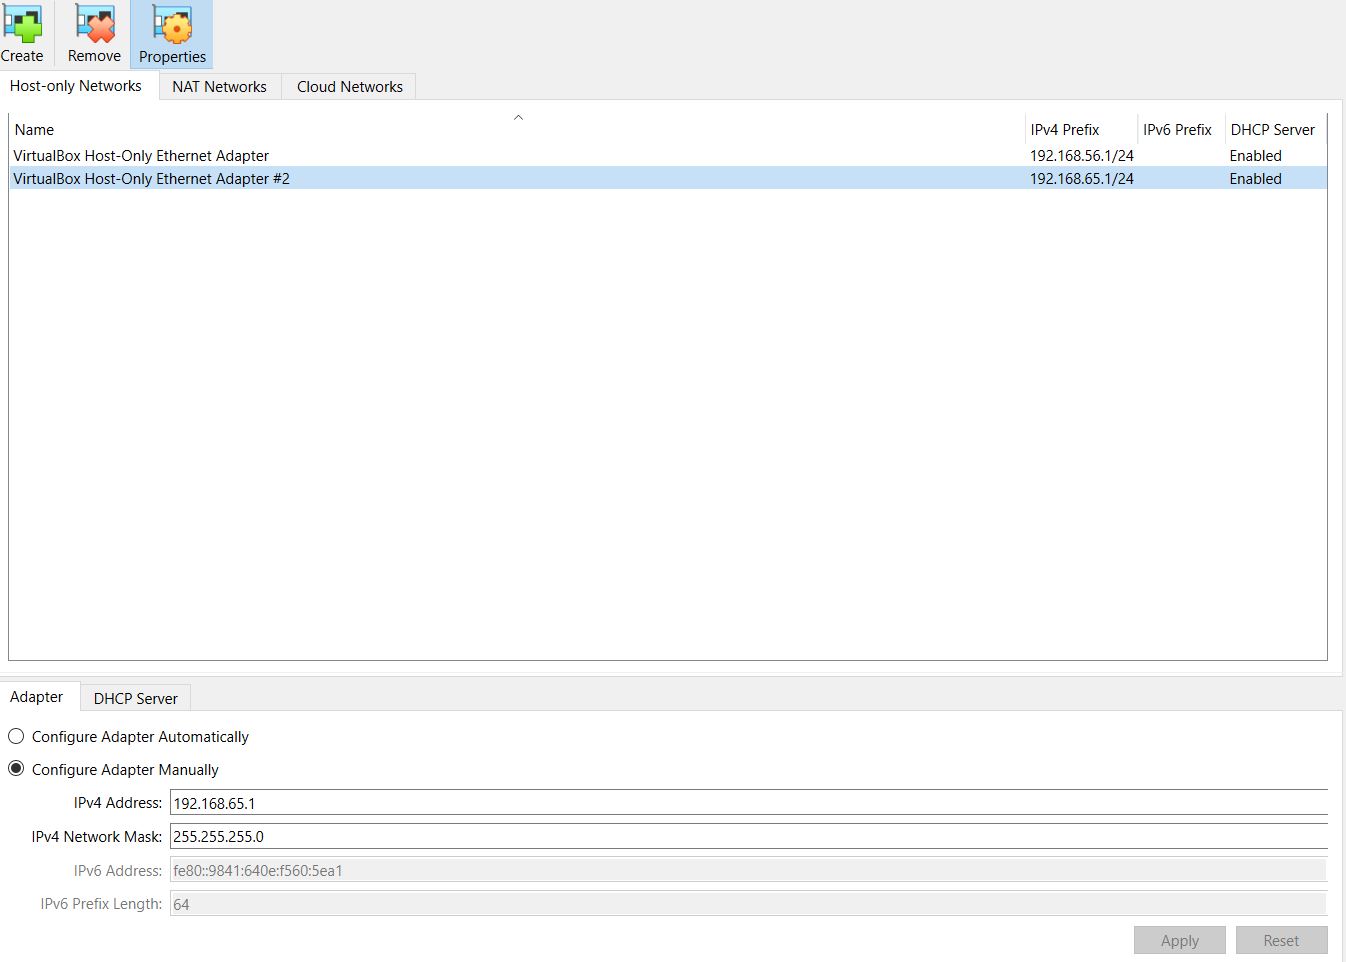 Create Remove Properties
Host-only Networks NAT Networks Cloud Networks
Name IPv4 Prefix IPv6 Prefix DHCP Server
VirtualBox Host-Only Ethernet Adapter 192.168.56.1/24 Enabled
VirtualBox Host-Only Ethernet Adapter #2 192.168.65.1/24 Enabled
Adapter DHCP Server
Configure Adapter Automatically
Configure Adapter Manually
IPv4 Address: 192.168.65.1
IPv4 Network Mask: 255.255.255.0
IPv6 Address: fe80::9841:640e:f560:5ea1
IPv6 Prefix Length: 64
Apply Reset